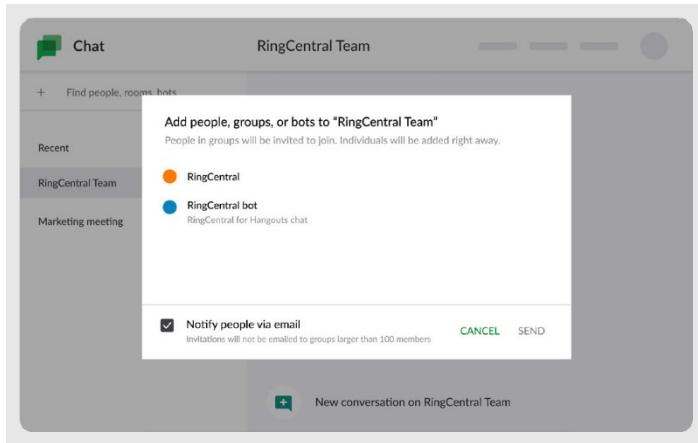 Chat
RingCentral Team
+ Find people, rooms, bots
Recent
RingCentral Team
Marketing meeting
Add people, groups, or bots to “RingCentral Team”
People in groups will be invited to join. Individuals will be added right away.
RingCentral
RingCentral bot
RingCentral for Hangouts chat
Notify people via email
Invitations will not be emailed to groups larger than 100 members
CANCEL SEND
New conversation on RingCentral Team